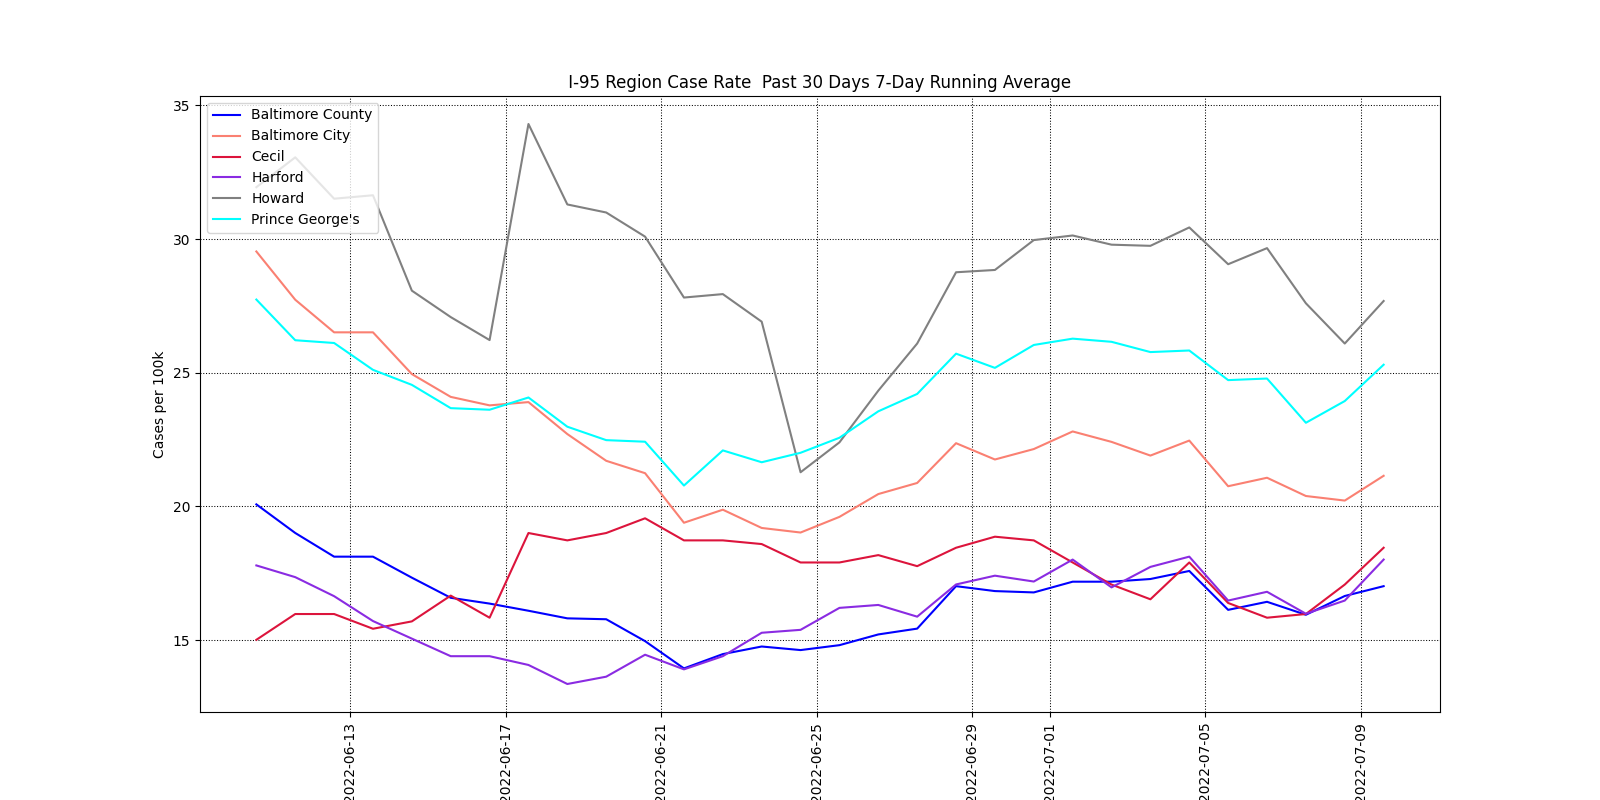 I-95 Region Case Rate  Past 30 Days 7-Day Running Average
Cases per 100k
35
30
25
20
15
Baltimore County
Baltimore City
Cecil
Harford
Howard
Prince George's
2022-06-13
2022-06-17
2022-06-21
2022-06-25
2022-06-29
2022-07-01
2022-07-05
2022-07-09